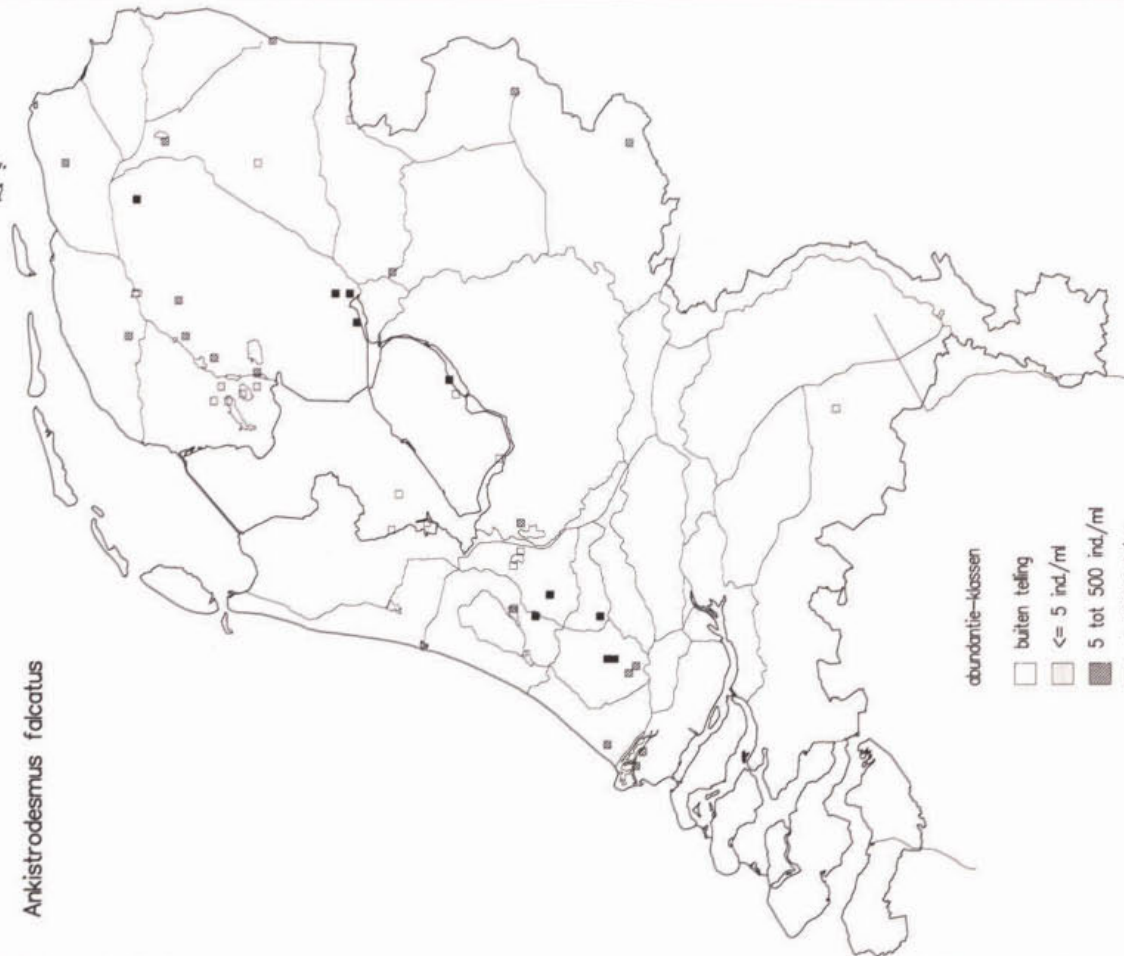 Ankistrodesmus falcatus
abundantie-klassen
buiten telling
<= 5 ind./ml
5 tot 500 ind./ml